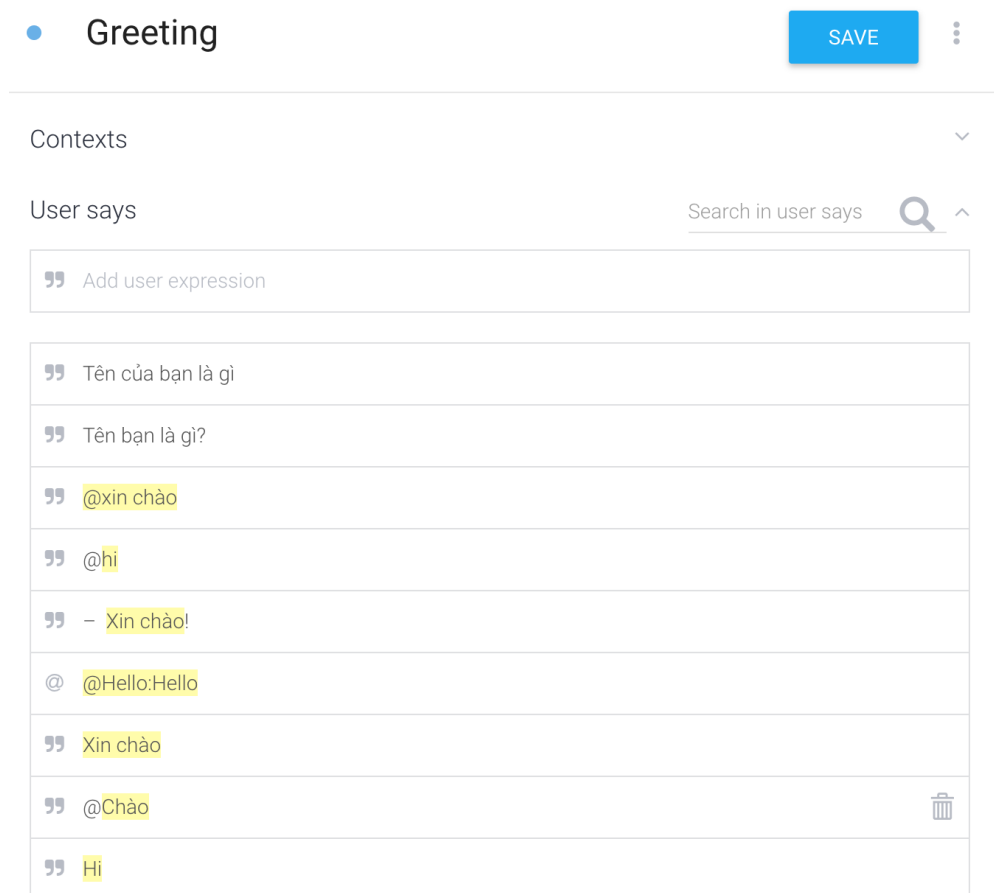 Greeting
SAVE
Contexts
User says
Search in user says
Add user expression
Tên của bạn là gì
Tên bạn là gì?
@xin chào
@hi
– Xin chào!
@ @Hello:Hello
Xin chào
@Chào
Hi